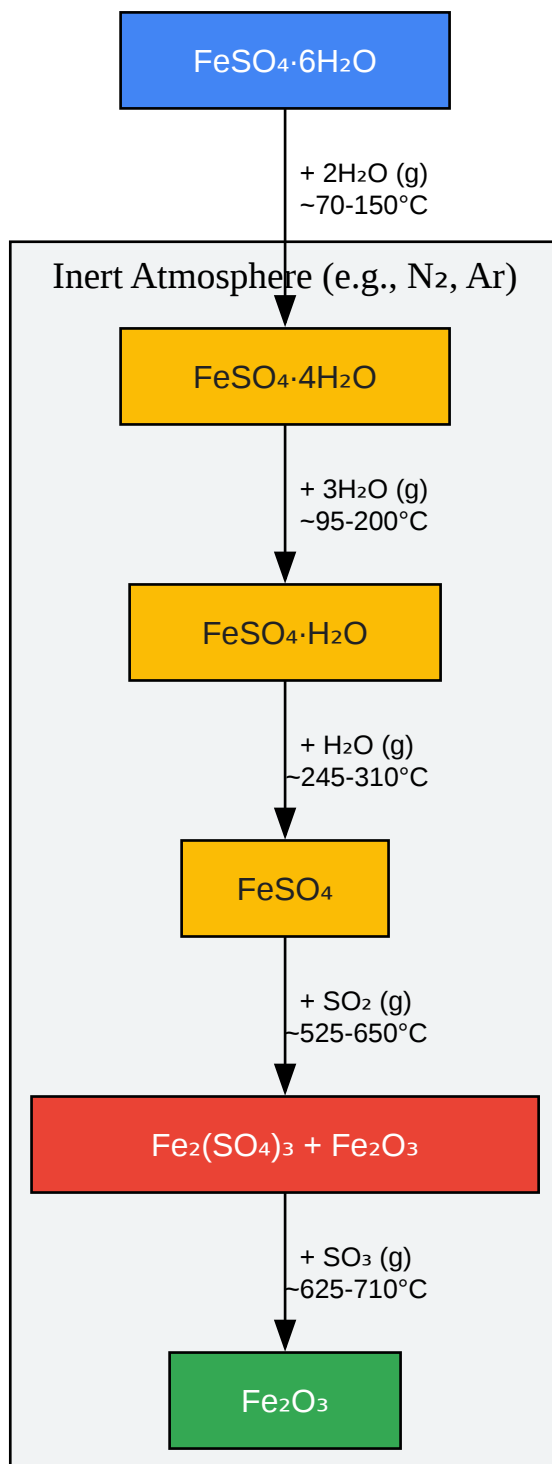 FeSO₄·6H₂O
+ 2H₂O (g)
~70-150°C
Inert Atmosphere (e.g., N₂, Ar)
FeSO₄·4H₂O
+ 3H₂O (g)
~95-200°C
FeSO₄·H₂O
+ H₂O (g)
~245-310°C
FeSO₄
+ SO₂ (g)
~525-650°C
Fe₂(SO₄)₃ + Fe₂O₃
+ SO₃ (g)
~625-710°C
Fe₂O₃